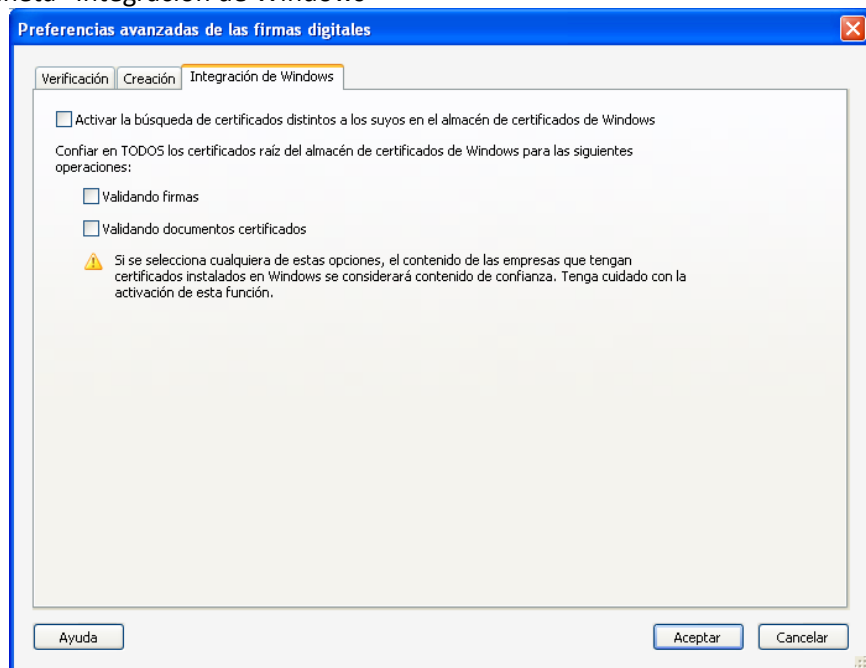 Integración de Windows
Preferencias avanzadas de las firmas digitales
Verificación Creación Integración de Windows
Activar la búsqueda de certificados distintos a los suyos en el almacén de certificados de Windows
Confiar en TODOS los certificados raíz del almacén de certificados de Windows para las siguientes
operaciones:
Validando firmas
Validando documentos certificados
Si se selecciona cualquiera de estas opciones, el contenido de las empresas que tengan
certificados instalados en Windows se considerará contenido de confianza. Tenga cuidado con la
activación de esta función.
Ayuda Aceptar Cancelar